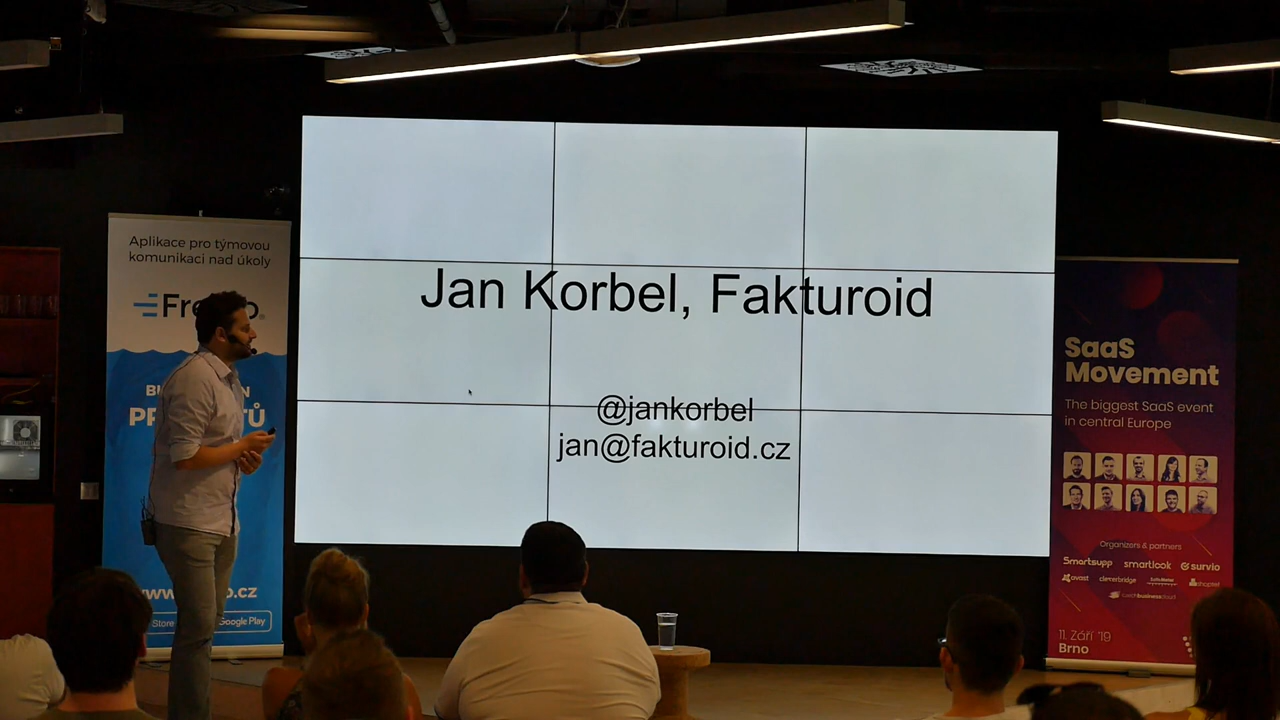 Aplikace pro týmovou
komunikaci nad úkoly
Jan Korbel, Fakturoid
@jankorbel
jan@fakturoid.cz
SaaS
Movement
The biggest SaaS event
in central Europe
Organizers & partners
Smartsupp smartlook survio
avast cleverbridge
11. Září '19
Brno
Google Play